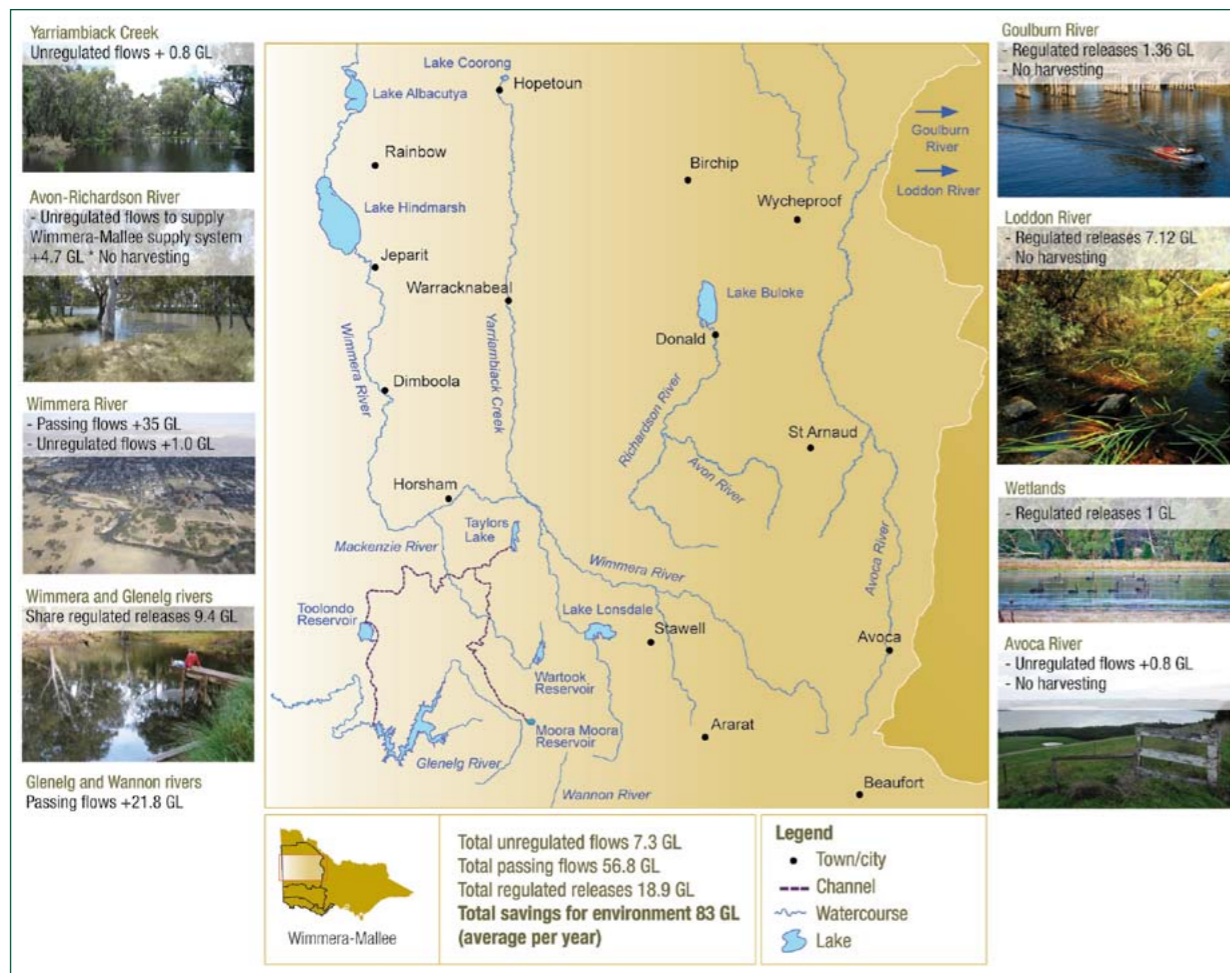 Yarriambiack Creek
Unregulated flows + 0.8 GL
Avon-Richardson River
- Unregulated flows to supply
Wimmera-Mallee supply system
+4.7 GL * No harvesting
Wimmera River
- Passing flows +35 GL
- Unregulated flows +1.0 GL
Wimmera and Glenelg rivers
Share regulated releases 9.4 GL
Glenelg and Wannon rivers
Passing flows +21.8 GL
Lake Coorong
Hopetoun
Lake Albacutya
Rainbow
Birchip
Wycheproof
Lake Hindmarsh
Jeparit
Warracknabeal
Lake Buloke
Donald
Wimmera River
Yarriambiack Creek
Dimboola
Richardson River
Avon River
St Arnaud
Horsham
Taylors
Lake
Mackenzie River
Wimmera River
Avoca River
Toolondo
Reservoir
Lake Lonsdale
Stawell
Avoca
Wartook
Reservoir
Moora Moora
Reservoir
Ararat
Glenelg River
Wannon River
Beaufort
Goulburn
River
Loddon River
Goulburn River
- Regulated releases 1.36 GL
- No harvesting
Loddon River
- Regulated releases 7.12 GL
- No harvesting
Wetlands
- Regulated releases 1 GL
Avoca River
- Unregulated flows +0.8 GL
- No harvesting
Wimmera-Mallee
Total unregulated flows 7.3 GL
Total passing flows 56.8 GL
Total regulated releases 18.9 GL
Total savings for environment 83 GL
(average per year)
Legend
Town/city
Channel
Watercourse
Lake